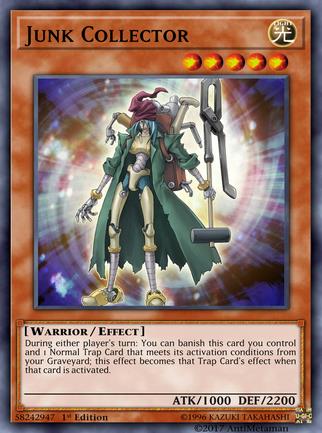 JUNK COLLECTOR
LIGHT
光
[WARRIOR / EFFECT]
During either player's turn: You can banish this card you control
and 1 Normal Trap Card that meets its activation conditions from
your Graveyard; this effect becomes that Trap Card's effect when
that card is activated.
ATK/1000 DEF/2200
58242947 1st Edition ©1996 KAZUKI TAKAHASHI
©2017 AntiMetaman